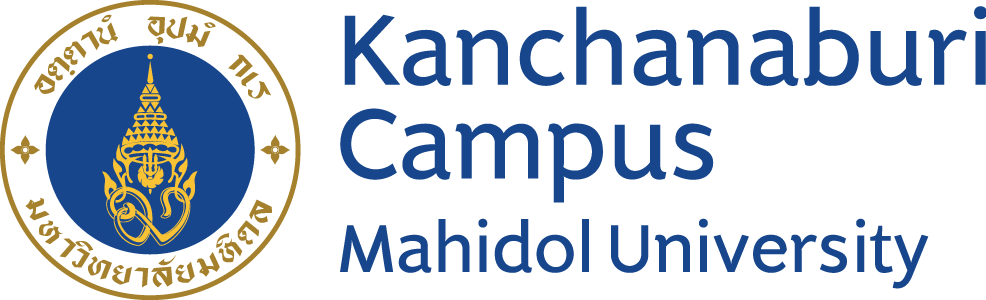 อตฺตานํ อุปมํ กเร
มหาวิทยาลัยมหิดล
Kanchanaburi
Campus
Mahidol University